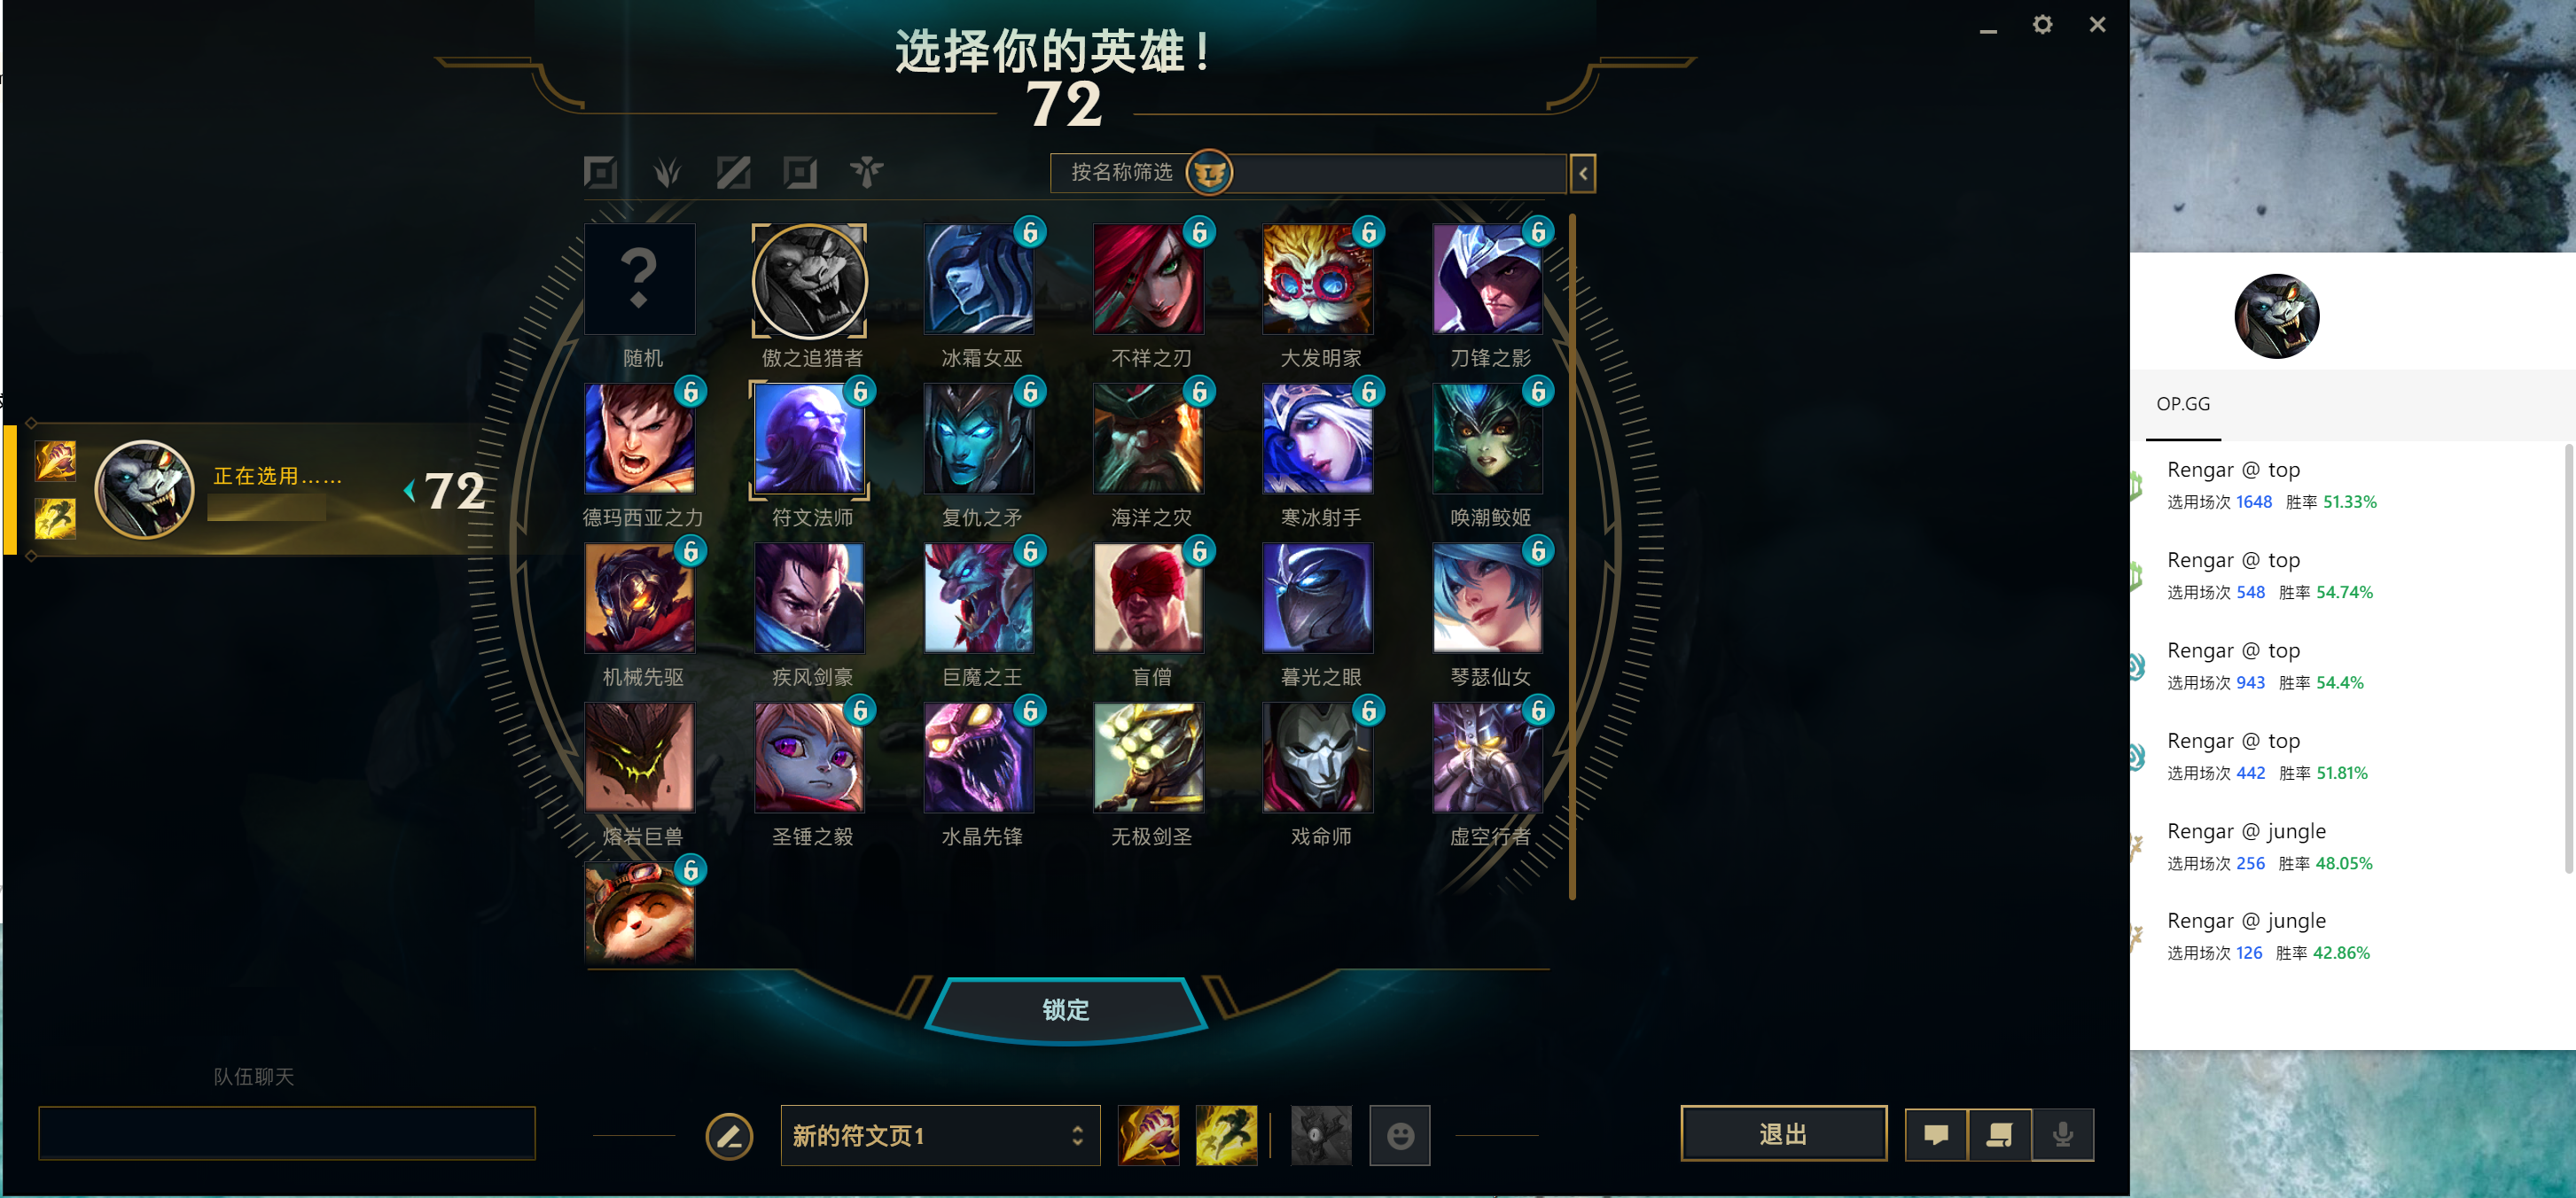 选择你的英雄！
72
按名称筛选
随机
傲之追猎者
冰霜女巫
不祥之刃
大发明家
刀锋之影
德玛西亚之力
符文法师
复仇之矛
海洋之灾
寒冰射手
唤潮鲛姬
机械先驱
疾风剑豪
巨魔之王
盲僧
暮光之眼
琴瑟仙女
熔岩巨兽
圣锤之毅
水晶先锋
无极剑圣
戏命师
虚空行者
正在选用……
72
锁定
队伍聊天
新的符文页1
退出
OP.GG
Rengar @ top
选用场次 1648 胜率 51.33%
Rengar @ top
选用场次 548 胜率 54.74%
Rengar @ top
选用场次 943 胜率 54.4%
Rengar @ top
选用场次 442 胜率 51.81%
Rengar @ jungle
选用场次 256 胜率 48.05%
Rengar @ jungle
选用场次 126 胜率 42.86%